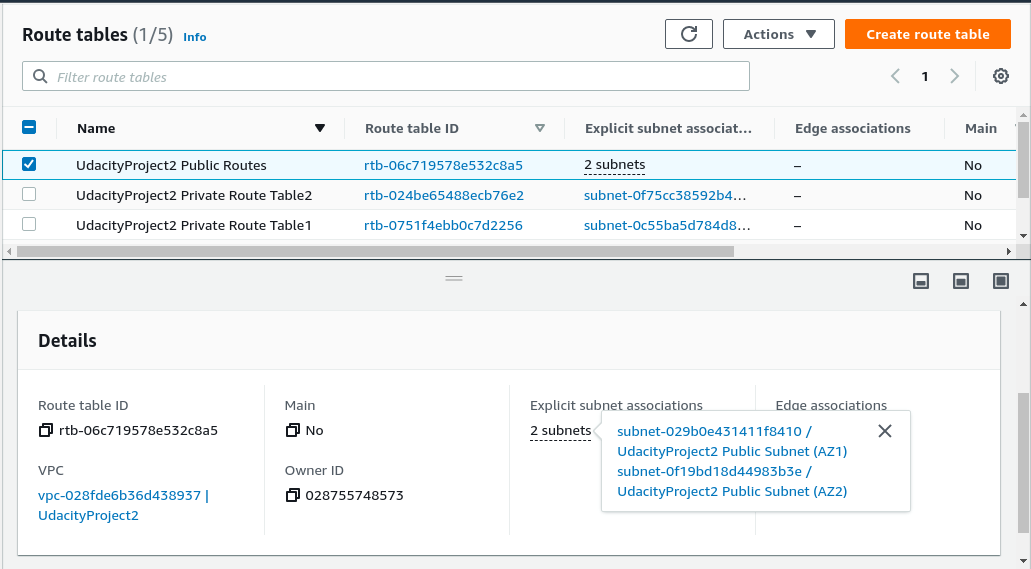 Route tables (1/5) Info
Actions
Create route table
Filter route tables
1
Name Route table ID Explicit subnet associat... Edge associations Main
UdacityProject2 Public Routes rtb-06c719578e532c8a5 2 subnets – No
UdacityProject2 Private Route Table2 rtb-024be65488ecb76e2 subnet-0f75cc38592b4... – No
UdacityProject2 Private Route Table1 rtb-0751f4ebb0c7d2256 subnet-0c55ba5d784d8... – No
Details
Route table ID
rtb-06c719578e532c8a5
Main
No
Explicit subnet associations
2 subnets
Edge associations
subnet-029b0e431411f8410 /
UdacityProject2 Public Subnet (AZ1)
subnet-0f19bd18d44983b3e /
UdacityProject2 Public Subnet (AZ2)
VPC
vpc-028fde6b36d438937 |
UdacityProject2
Owner ID
028755748573